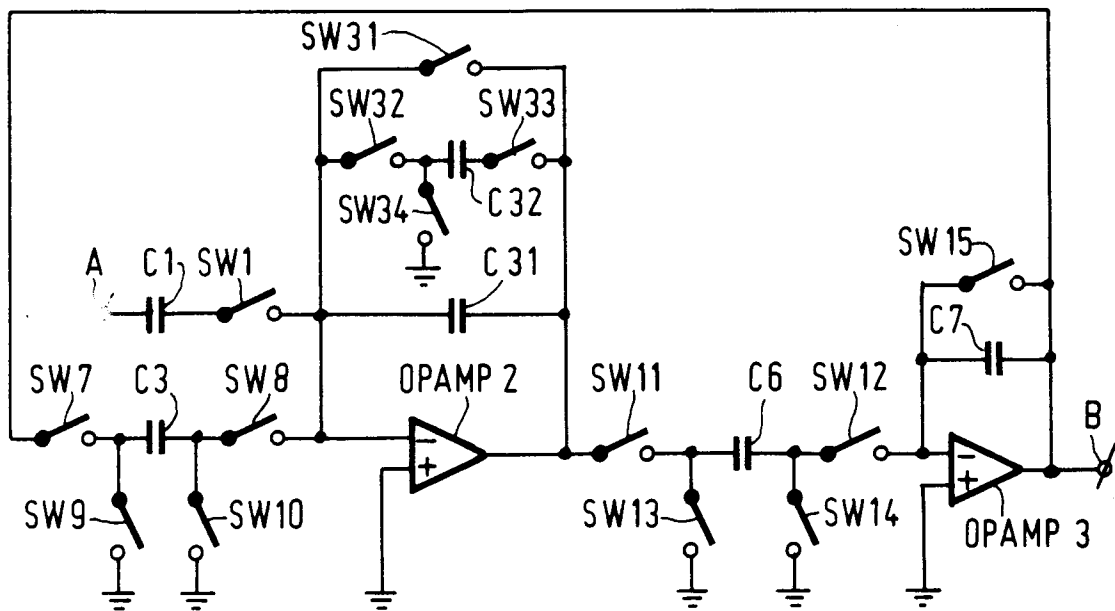 SW31
SW32
SW33
C32
SW34
A
C1
SW1
C31
SW15
C7
SW7
C3
SW8
OPAMP 2
SW11
C6
SW12
B
-
+
-
+
SW9
SW10
SW13
SW14
OPAMP 3